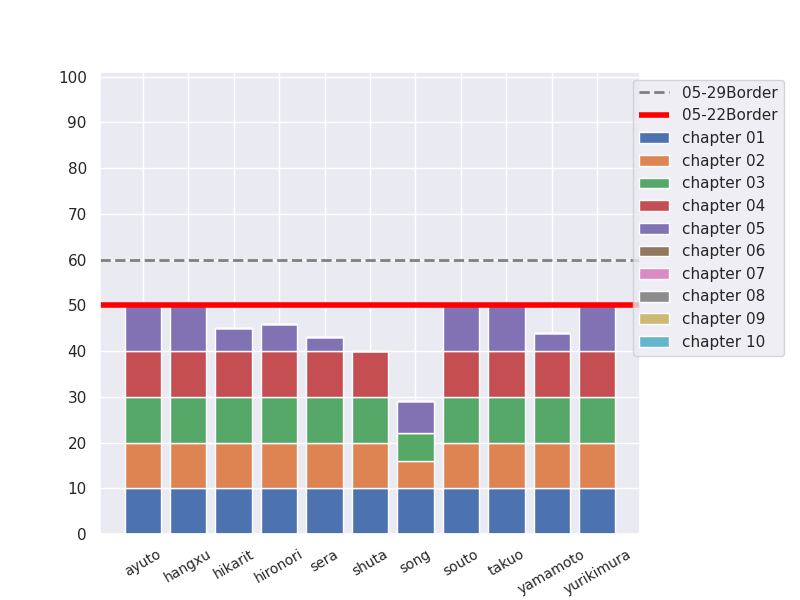 100
90
80
70
60
50
40
30
20
10
0
ayuto
hangxu
hikarit
hironori
sera
shuta
song
souto
takuo
yamamoto
yurikimura
05-29Border
05-22Border
chapter 01
chapter 02
chapter 03
chapter 04
chapter 05
chapter 06
chapter 07
chapter 08
chapter 09
chapter 10